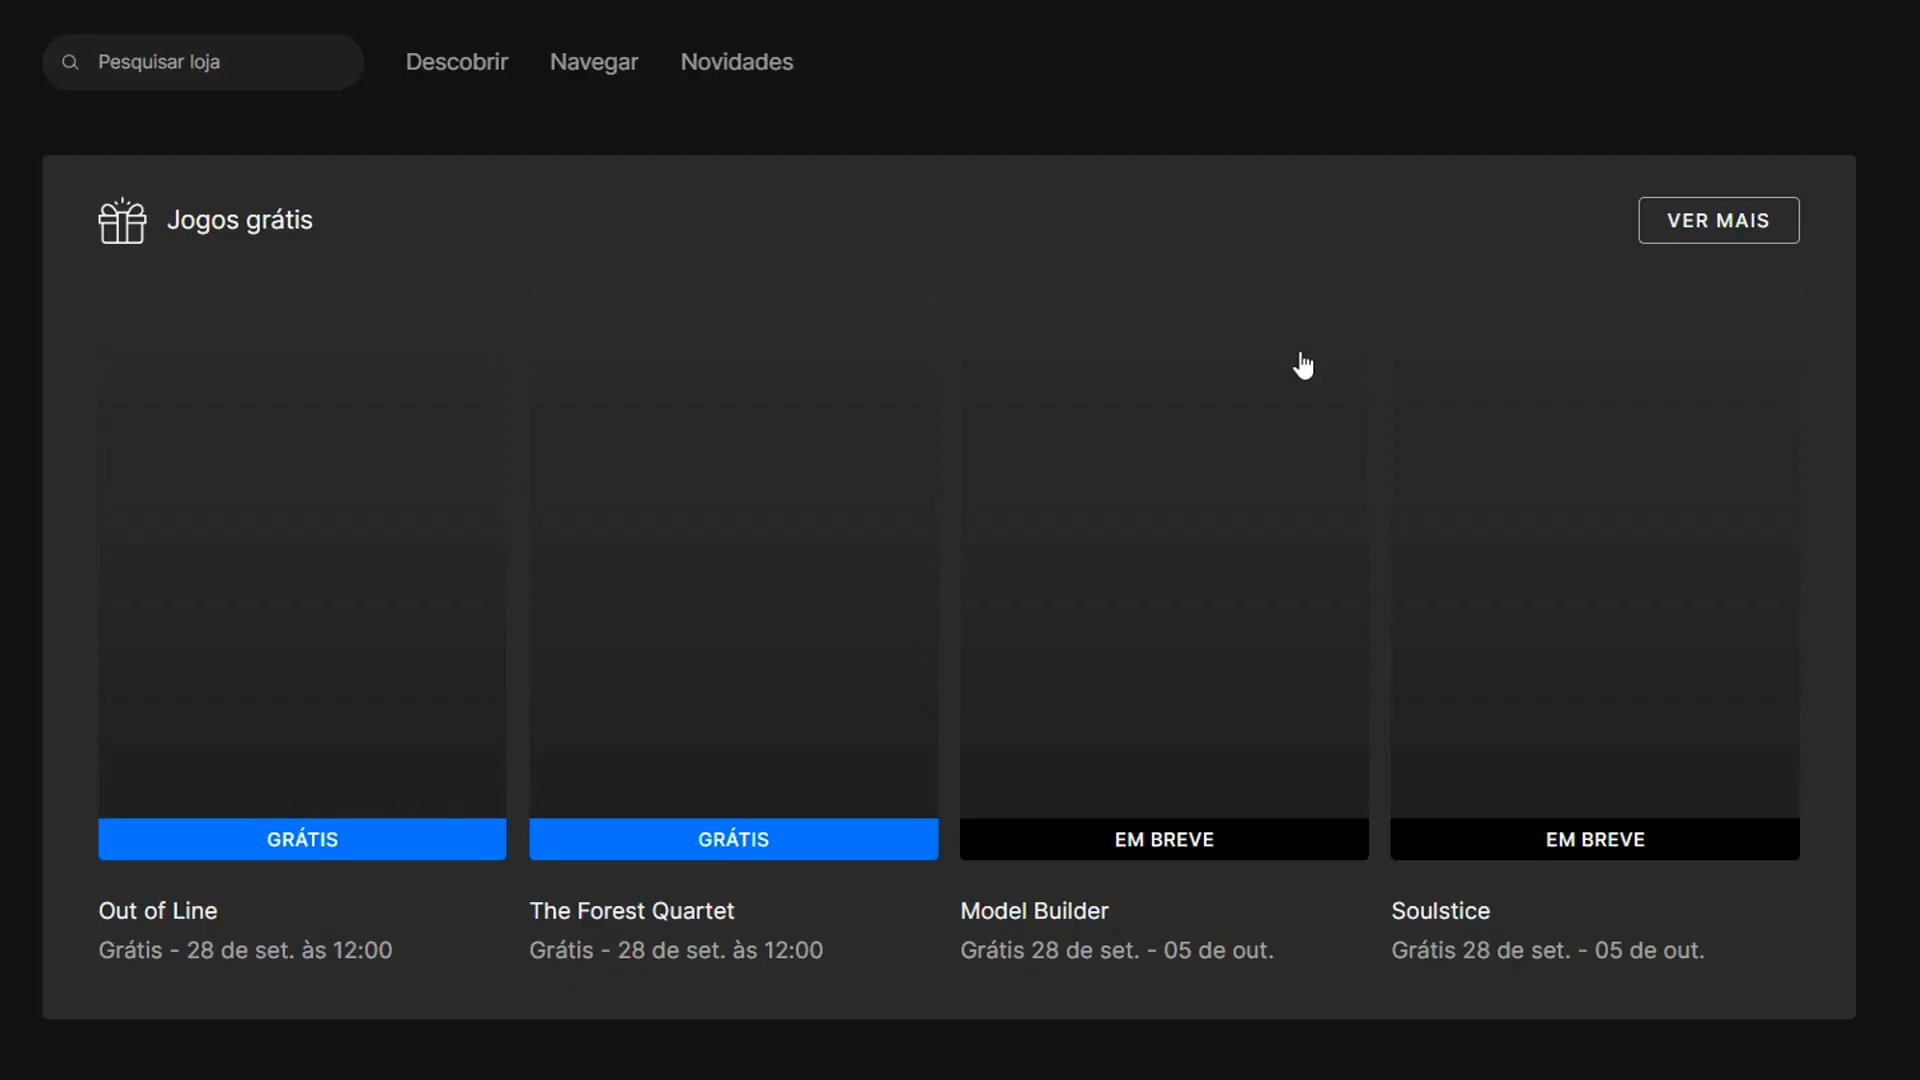 Pesquisar loja
Descobrir
Navegar
Novidades
Jogos grátis
VER MAIS
GRÁTIS
GRÁTIS
EM BREVE
EM BREVE
Out of Line
Grátis - 28 de set. às 12:00
The Forest Quartet
Grátis - 28 de set. às 12:00
Model Builder
Grátis 28 de set. - 05 de out.
Soulstice
Grátis 28 de set. - 05 de out.